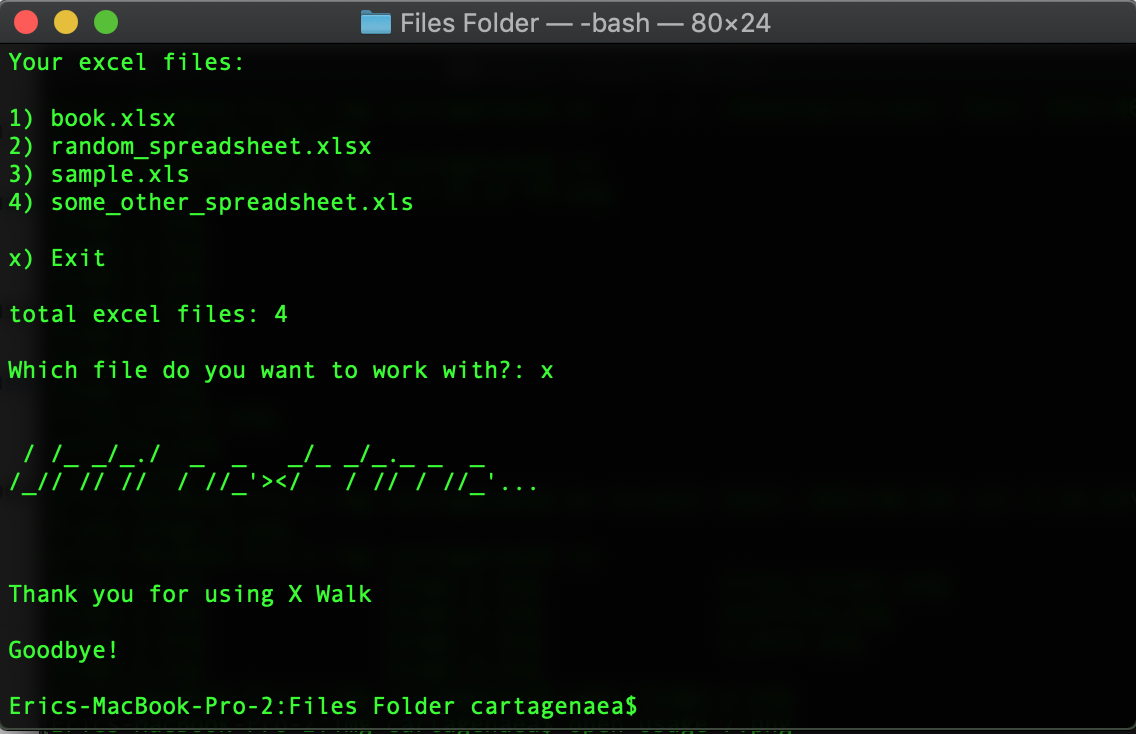 Files Folder — -bash — 80×24
Your excel files:
1) book.xlsx
2) random_spreadsheet.xlsx
3) sample.xls
4) some_other_spreadsheet.xls
x) Exit
total excel files: 4
Which file do you want to work with?: x
 / /_ _/_./  _  _   _/_ _/_._ _  _
/_// // //  / //_'></   / // / //_'...
Thank you for using X Walk
Goodbye!
Erics-MacBook-Pro-2:Files Folder cartagenaea$